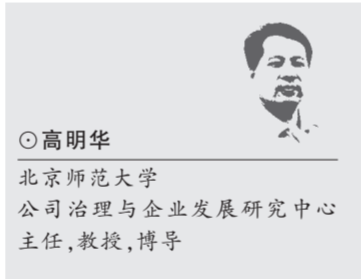 ⊙高明华
北京师范大学
公司治理与企业发展研究中心
主任,教授,博导